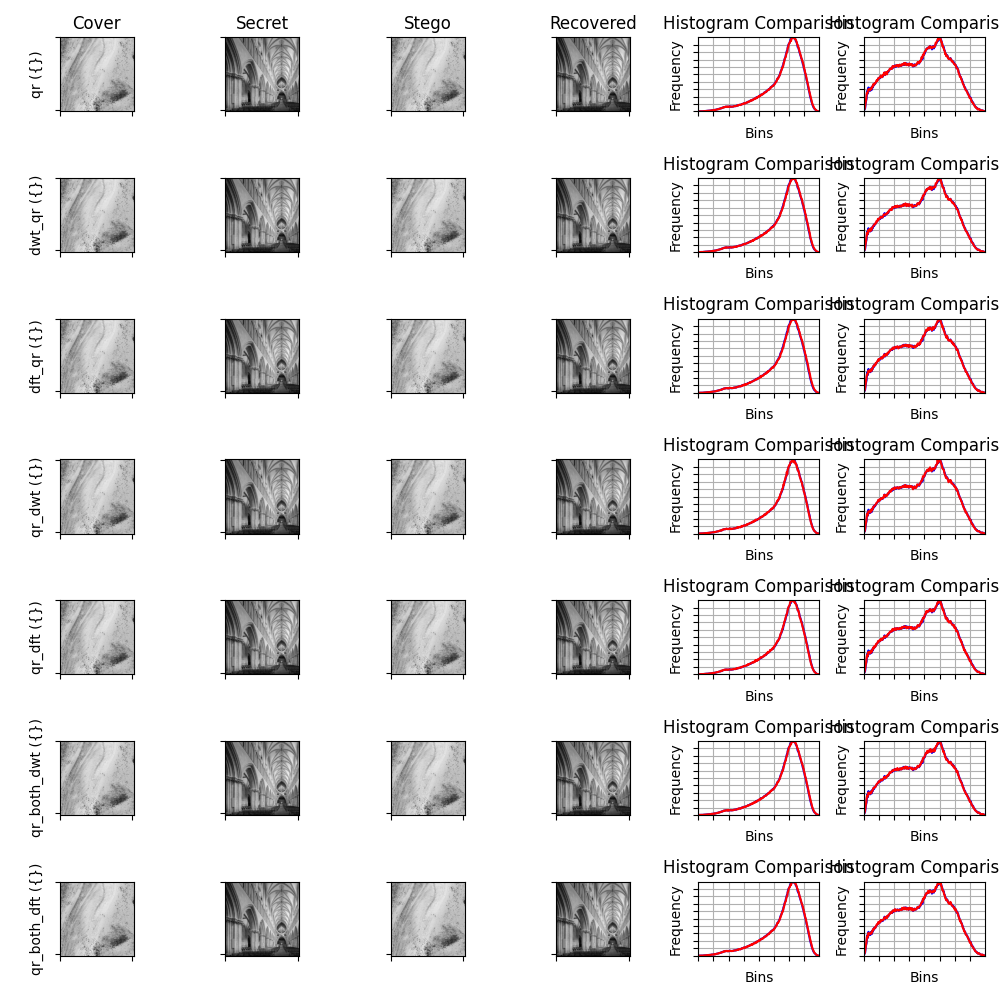 Cover Secret Stego Recovered Histogram Comparison Histogram Comparis
qr ({}) Frequency Frequency
Bins Bins
Histogram Comparison Histogram Comparis
dwt_qr ({}) Frequency Frequency
Bins Bins
Histogram Comparison Histogram Comparis
dft_qr ({}) Frequency Frequency
Bins Bins
Histogram Comparison Histogram Comparis
qr_dwt ({}) Frequency Frequency
Bins Bins
Histogram Comparison Histogram Comparis
qr_dft ({}) Frequency Frequency
Bins Bins
Histogram Comparison Histogram Comparis
qr_both_dwt ({}) Frequency Frequency
Bins Bins
Histogram Comparison Histogram Comparis
qr_both_dft ({}) Frequency Frequency
Bins Bins